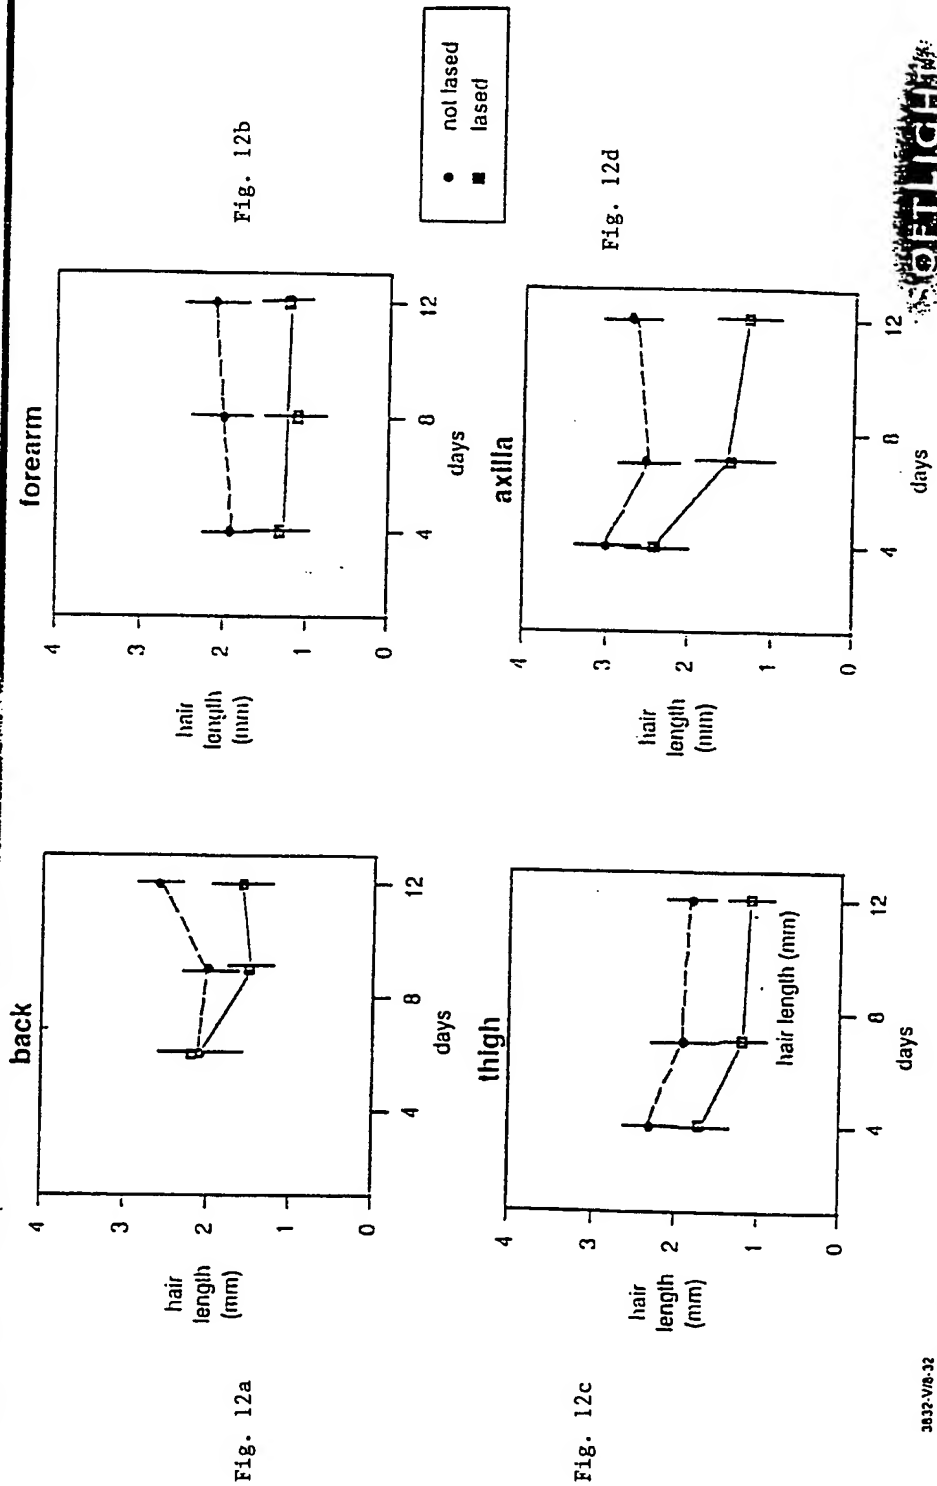 back
hair
length
(mm)
4
3
2
1
0
4
8
12
days
Fig. 12a
forearm
hair
length
(mm)
4
3
2
1
0
4
8
12
days
Fig. 12b
not lased
lased
thigh
hair
length
(mm)
4
3
2
1
0
hair length (mm)
4
8
12
days
Fig. 12c
axilla
hair
length
(mm)
4
3
2
1
0
4
8
12
days
Fig. 12d
3832-V/8-32